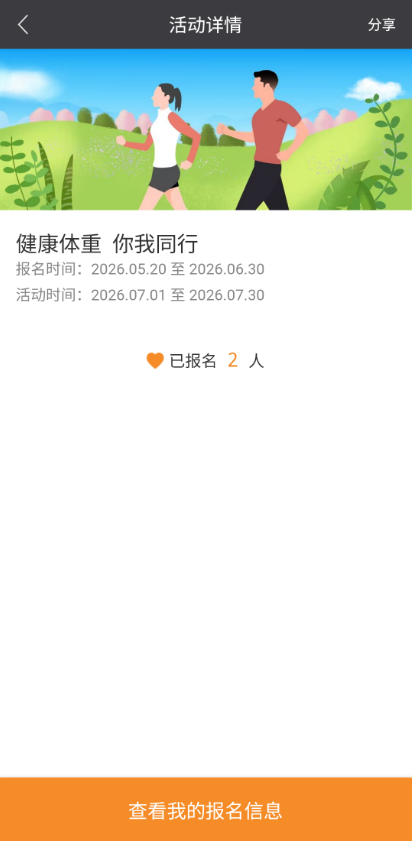 活动详情
分享
健康体重 你我同行
报名时间：2026.05.20 至 2026.06.30
活动时间：2026.07.01 至 2026.07.30
已报名 2 人
查看我的报名信息